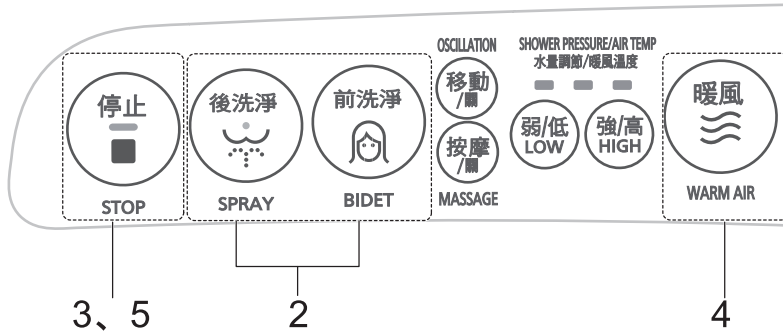 停止
STOP
後洗淨
SPRAY
前洗淨
BIDET
OSCILLATION
移動
/關
按摩
/關
MASSAGE
SHOWER PRESSURE/AIR TEMP
水量調節/暖風溫度
弱/低
LOW
強/高
HIGH
暖風
WARM AIR
3、5
2
4